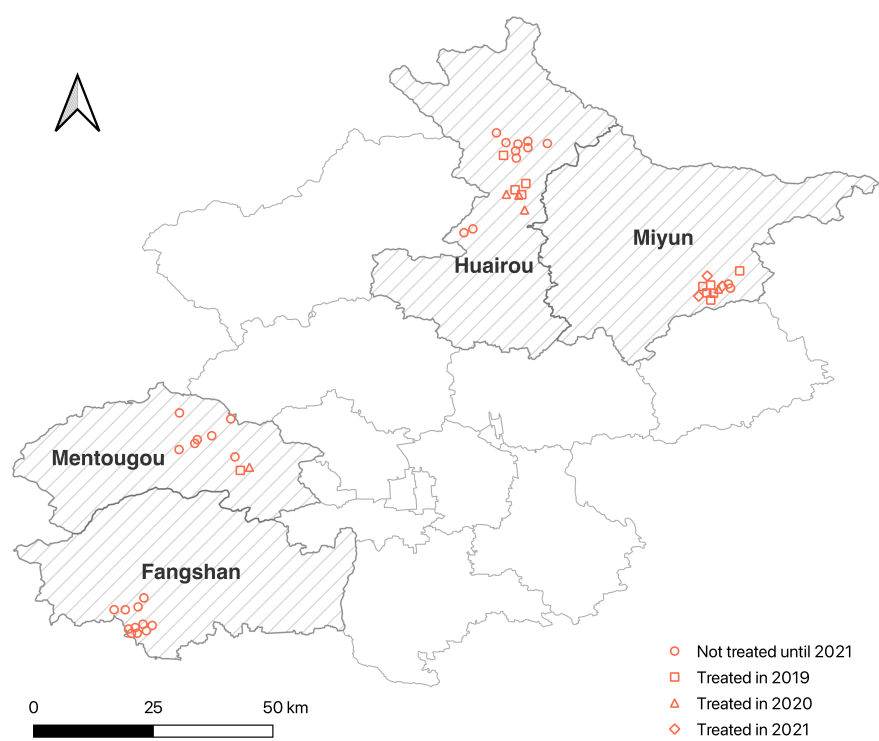 Huairou
Miyun
Mentougou
Fangshan
Not treated until 2021
Treated in 2019
Treated in 2020
Treated in 2021
0 25 50 km